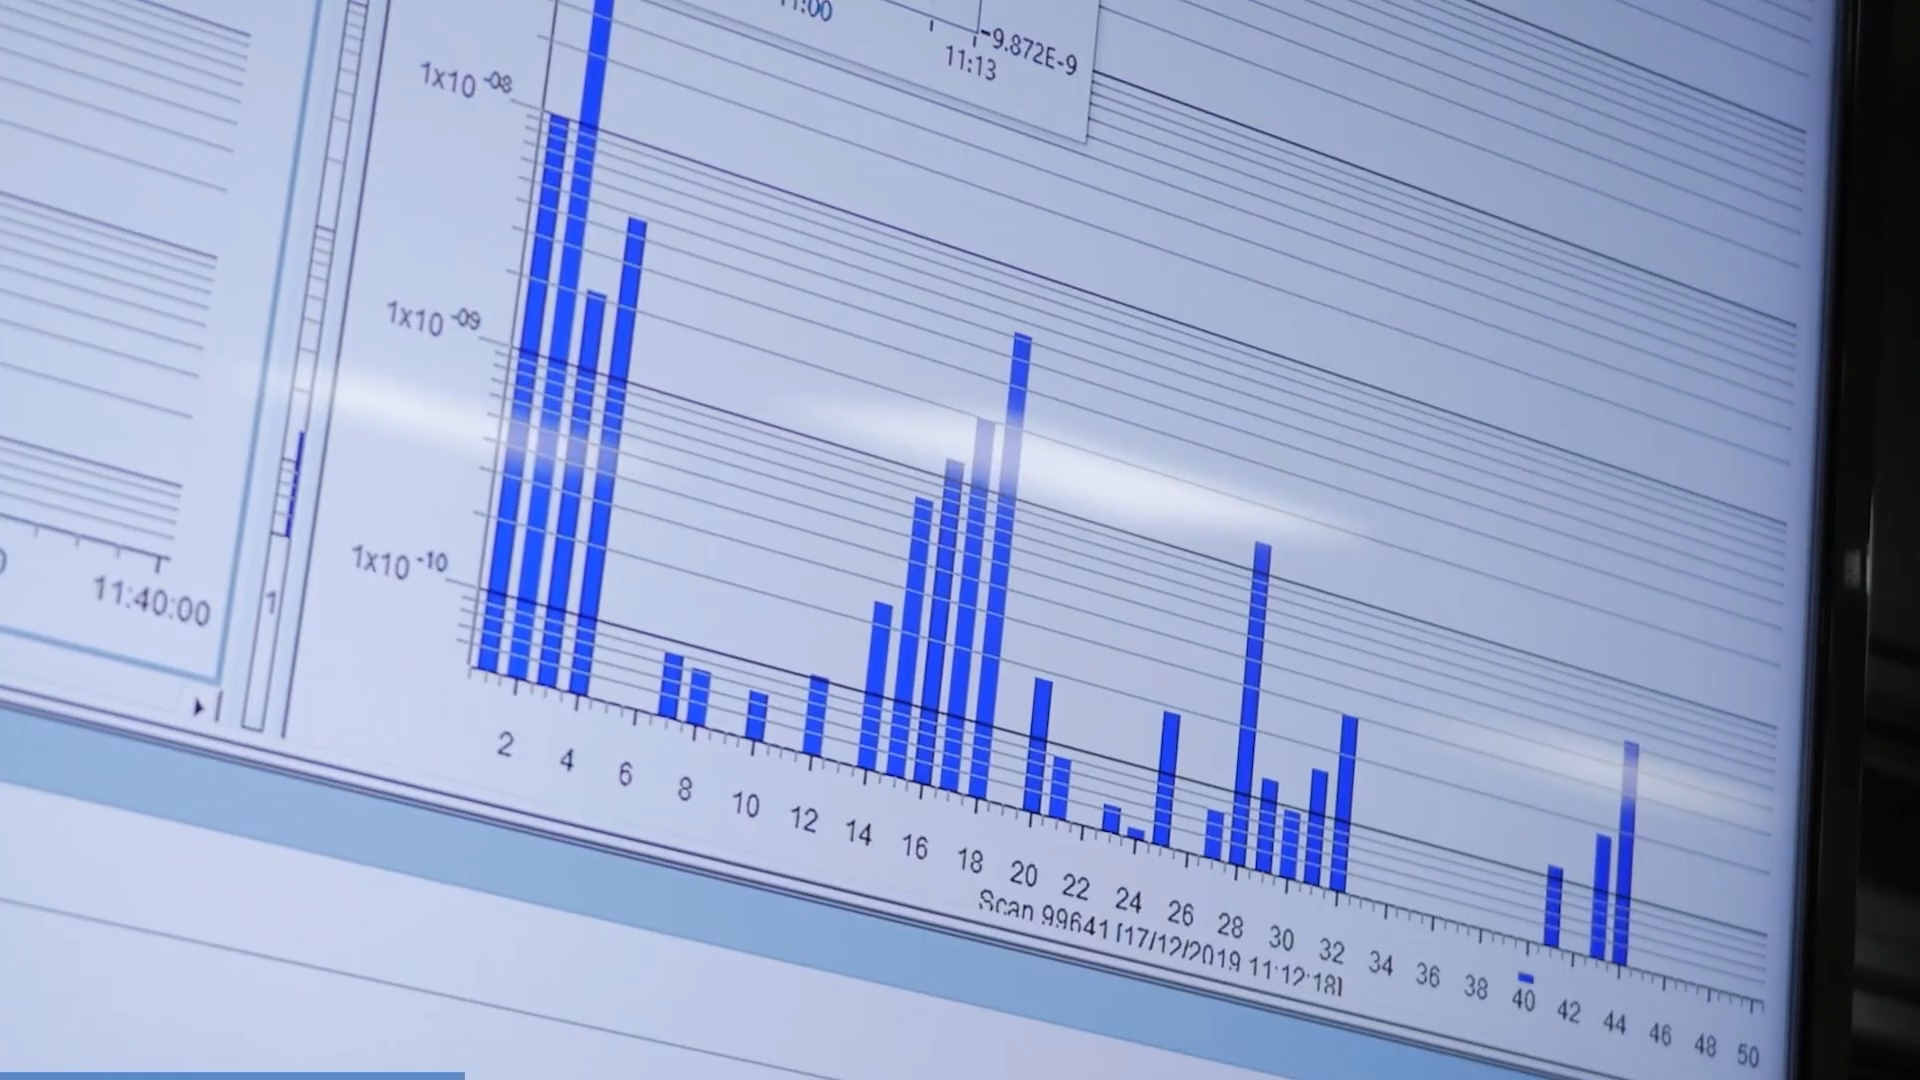 11:00
11:13
-9.872E-9
1x10 -08
1x10 -09
1x10 -10
11:40:00
1
2 4 6 8 10 12 14 16 18 20 22 24 26 28 30 32 34 36 38 40 42 44 46 48 50
Scan 99641 [17/12/2019 11:12:18]